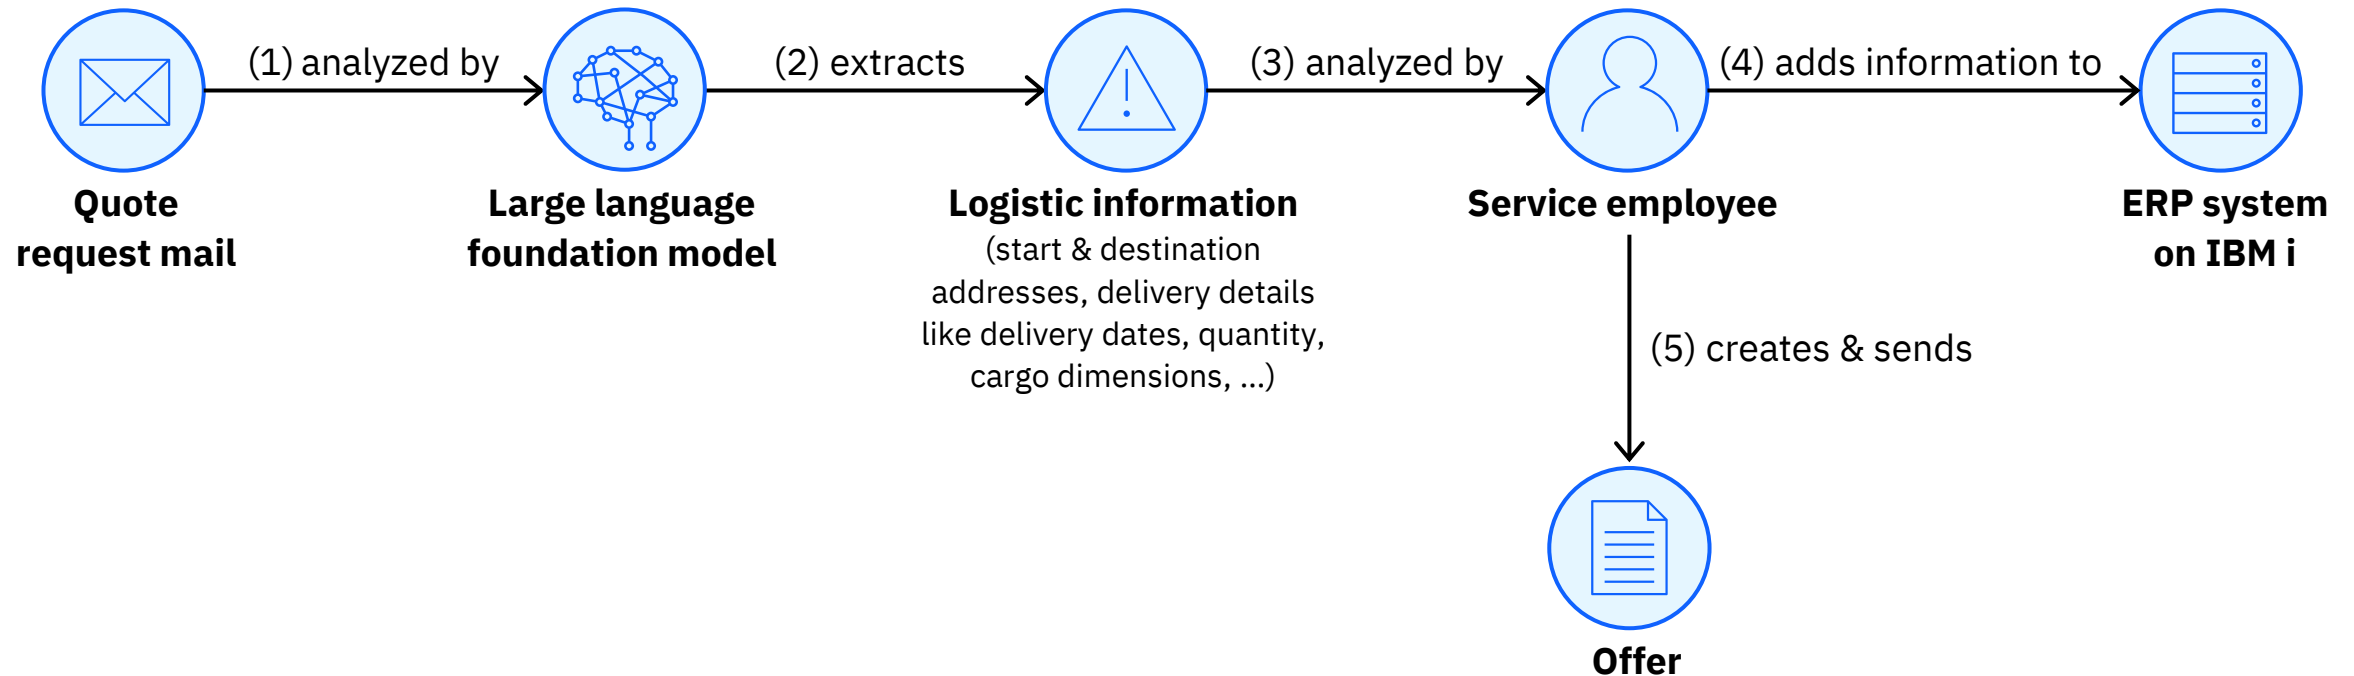 (1) analyzed by
(2) extracts
(3) analyzed by
(4) adds information to
Quote
request mail
Large language
foundation model
Logistic information
(start & destination
addresses, delivery details
like delivery dates, quantity,
cargo dimensions, ...)
Service employee
ERP system
on IBM i
(5) creates & sends
Offer